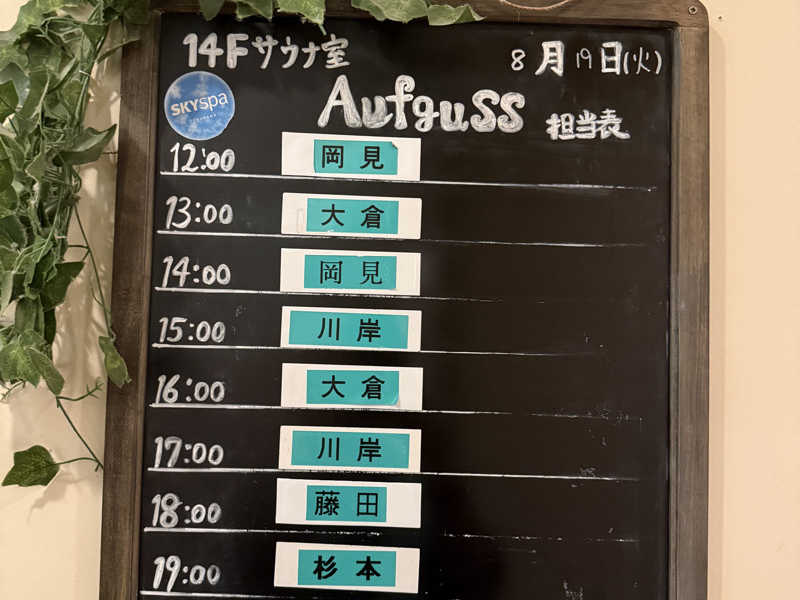 14Fサウナ室
8月19日(火)
SKYspa
Aufguss 担当表
12:00 岡見
13:00 大倉
14:00 岡見
15:00 川岸
16:00 大倉
17:00 川岸
18:00 藤田
19:00 杉本